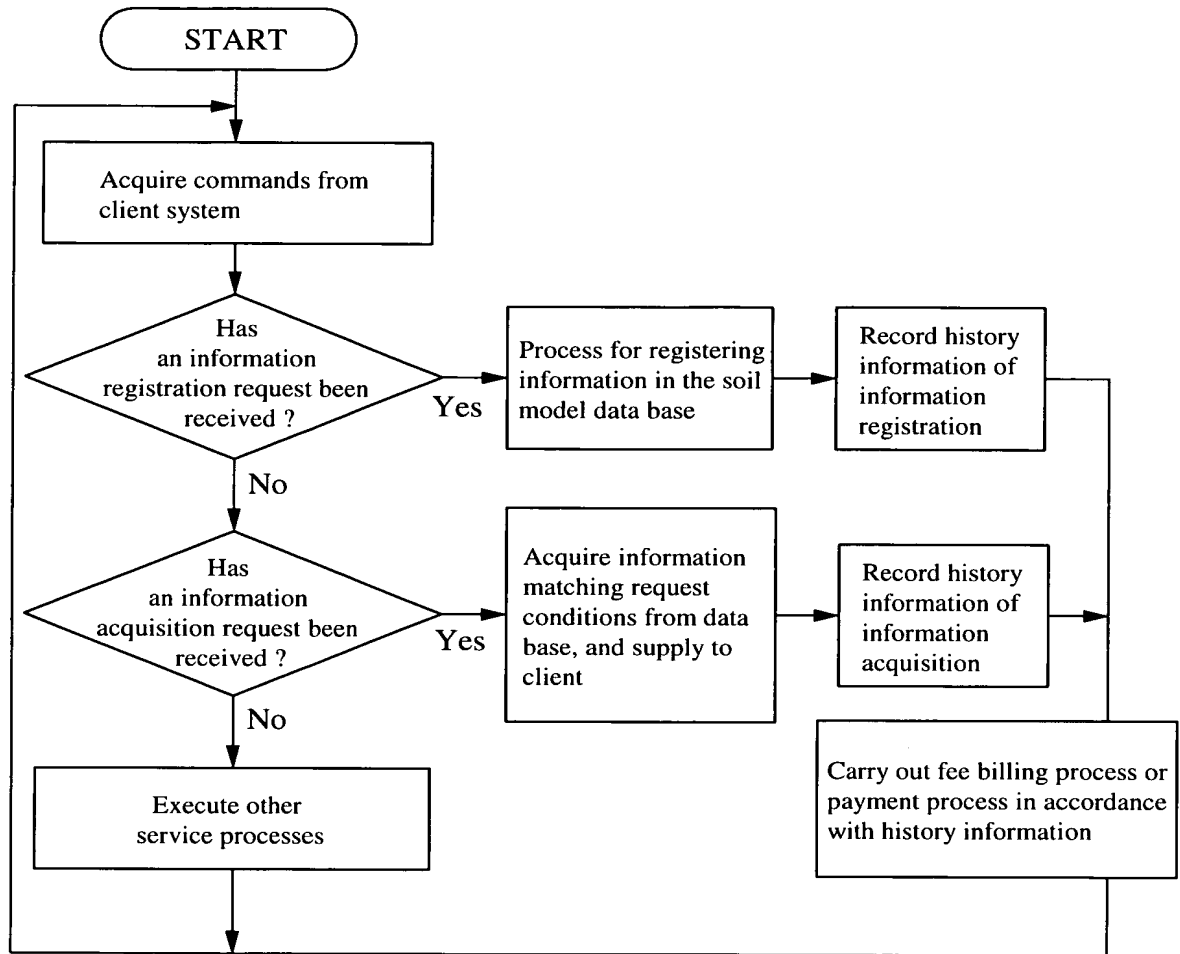 START
Acquire commands from
client system
Has
an information
registration request been
received ?
Yes
Process for registering
information in the soil
model data base
Record history
information of
information
registration
No
Has
an information
acquisition request been
received ?
Yes
Acquire information
matching request
conditions from data
base, and supply to
client
Record history
information of
information
acquisition
No
Execute other
service processes
Carry out fee billing process or
payment process in accordance
with history information